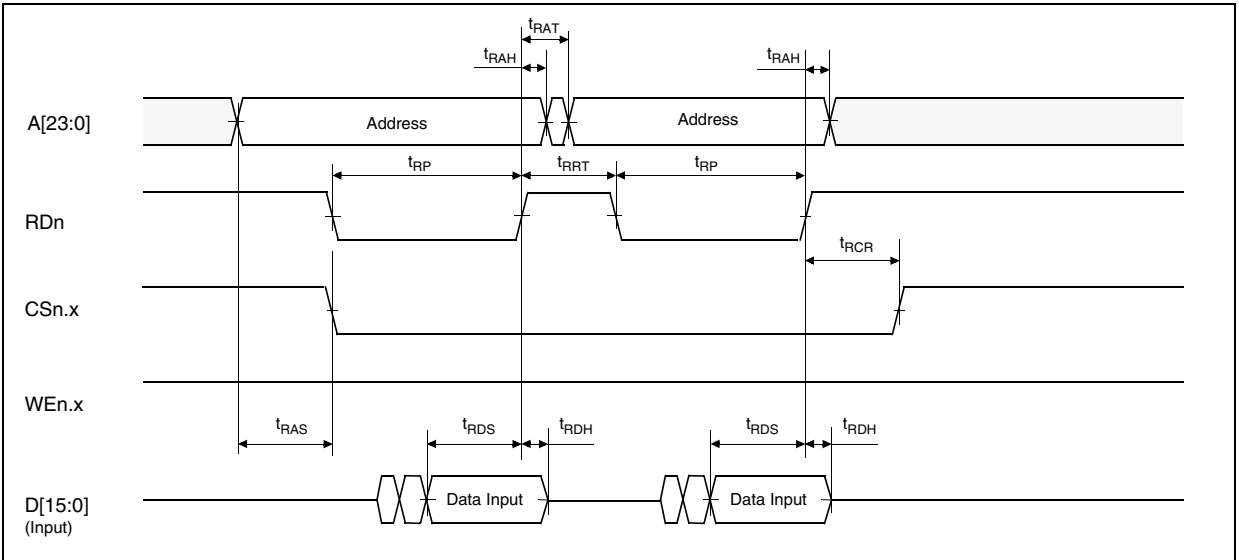 tRAT
tRAH
tRAH
A[23:0]
Address
Address
tRP
tRRT
tRP
RDn
tRCR
CSn.x
WEn.x
tRAS
tRDS
tRDH
tRDS
tRDH
D[15:0]
(Input)
Data Input
Data Input